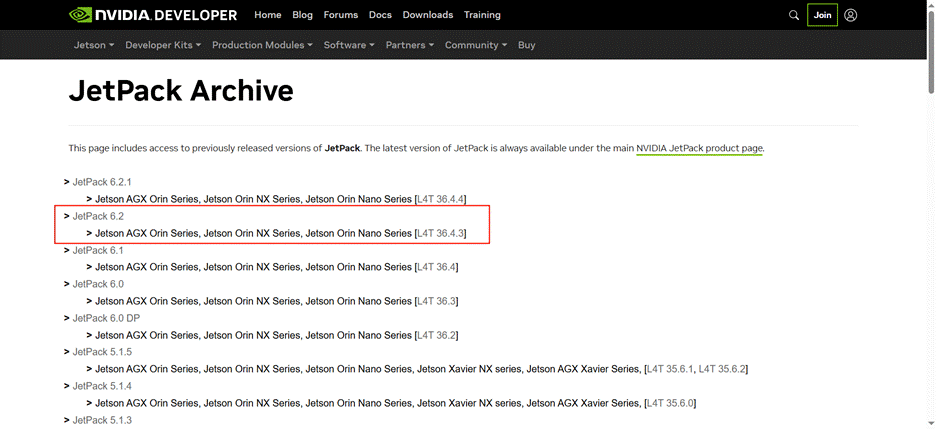 NVIDIA. DEVELOPER Home Blog Forums Docs Downloads Training Join
Jetson Developer Kits Production Modules Software Partners Community Buy
JetPack Archive
This page includes access to previously released versions of JetPack. The latest version of JetPack is always available under the main NVIDIA JetPack product page.
> JetPack 6.2.1
> Jetson AGX Orin Series, Jetson Orin NX Series, Jetson Orin Nano Series [L4T 36.4.4]
> JetPack 6.2
> Jetson AGX Orin Series, Jetson Orin NX Series, Jetson Orin Nano Series [L4T 36.4.3]
> JetPack 6.1
> Jetson AGX Orin Series, Jetson Orin NX Series, Jetson Orin Nano Series [L4T 36.4]
> JetPack 6.0
> Jetson AGX Orin Series, Jetson Orin NX Series, Jetson Orin Nano Series [L4T 36.3]
> JetPack 6.0 DP
> Jetson AGX Orin Series, Jetson Orin NX Series, Jetson Orin Nano Series [L4T 36.2]
> JetPack 5.1.5
> Jetson AGX Orin Series, Jetson Orin NX Series, Jetson Orin Nano Series, Jetson Xavier NX series, Jetson AGX Xavier Series, [L4T 35.6.1, L4T 35.6.2]
> JetPack 5.1.4
> Jetson AGX Orin Series, Jetson Orin NX Series, Jetson Orin Nano Series, Jetson Xavier NX series, Jetson AGX Xavier Series, [L4T 35.6.0]
> JetPack 5.1.3